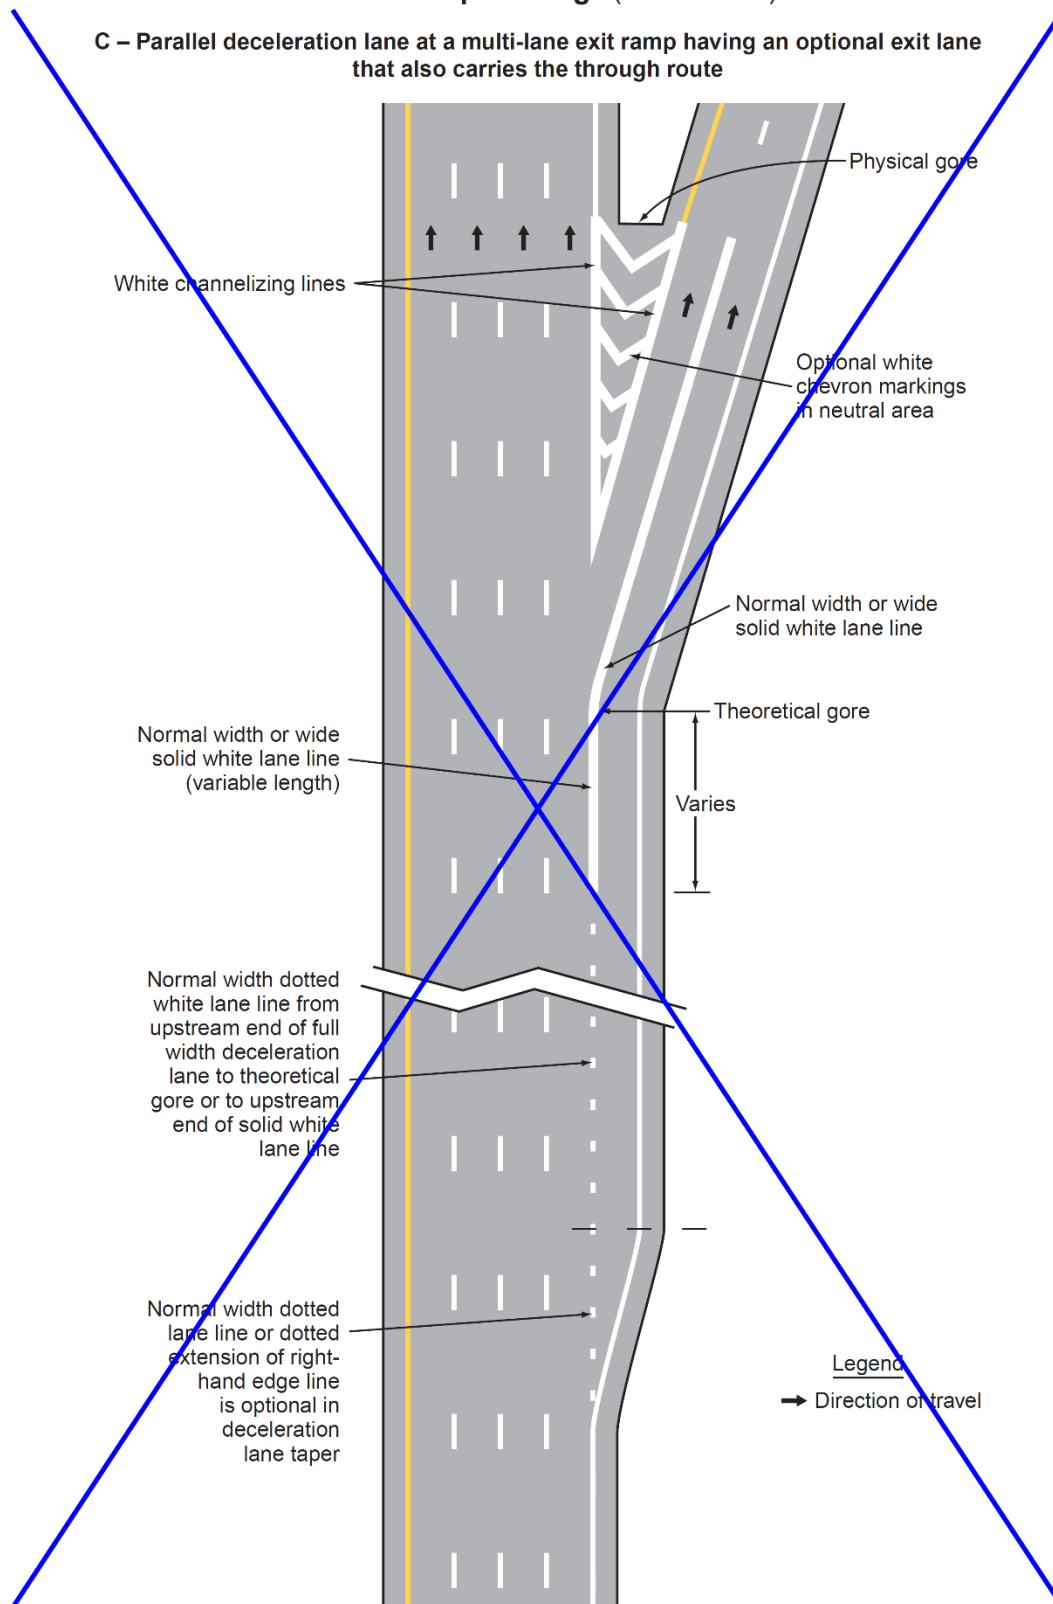 C – Parallel deceleration lane at a multi-lane exit ramp having an optional exit lane
that also carries the through route
Physical gore
White channelizing lines
Optional white
chevron markings
in neutral area
Normal width or wide
solid white lane line
Theoretical gore
Normal width or wide
solid white lane line
(variable length)
Varies
Normal width dotted
white lane line from
upstream end of full
width deceleration
lane to theoretical
gore or to upstream
end of solid white
lane line
Normal width dotted
lane line or dotted
extension of right-
hand edge line
is optional in
deceleration
lane taper
Legend
Direction of travel